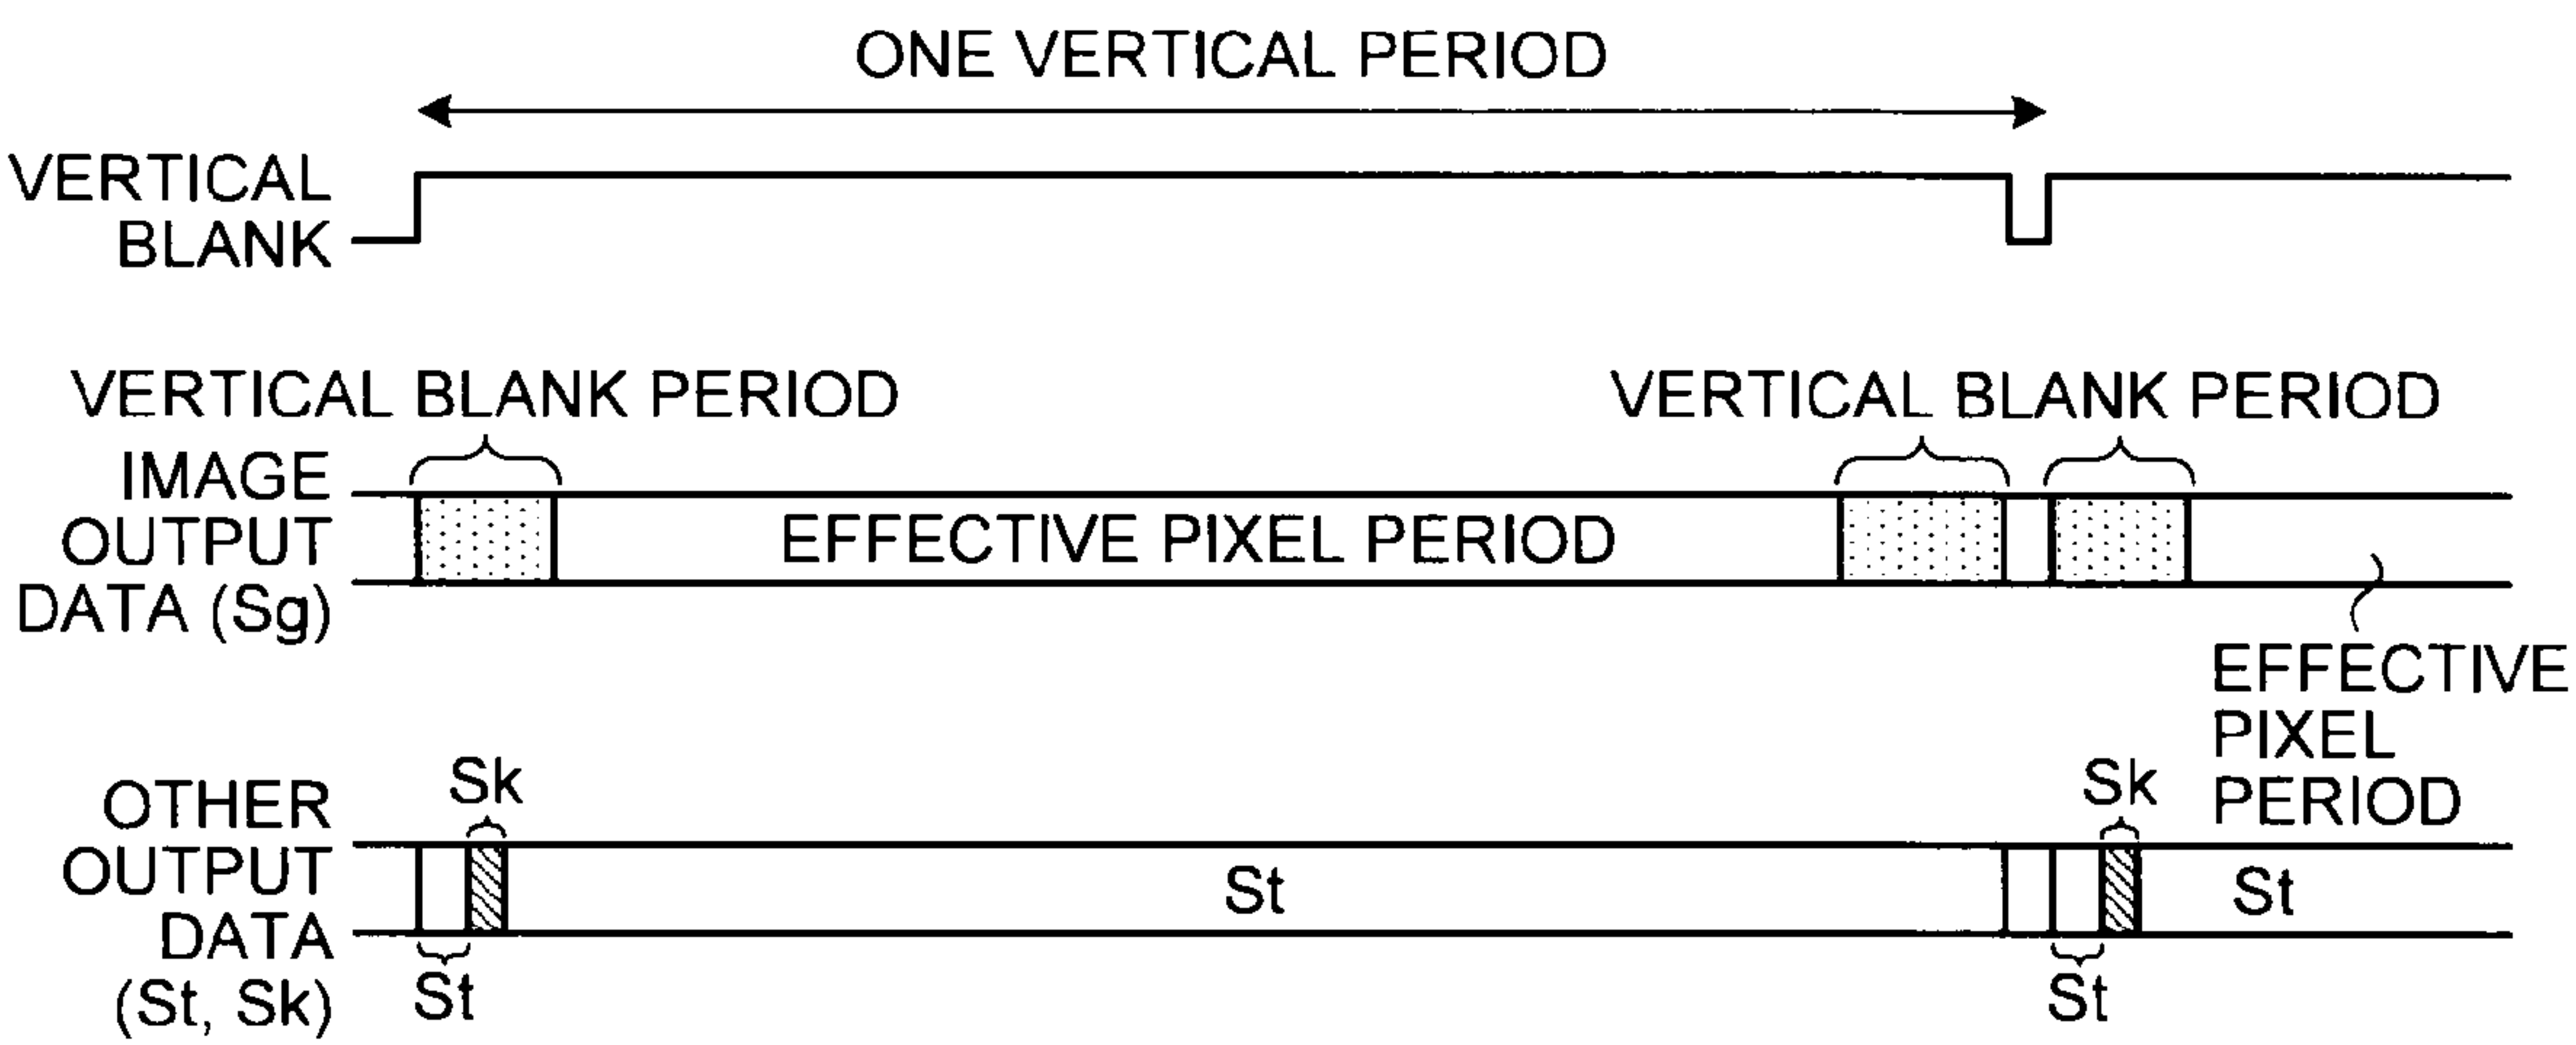 ONE VERTICAL PERIOD
VERTICAL
BLANK
VERTICAL BLANK PERIOD
VERTICAL BLANK PERIOD
IMAGE
OUTPUT
DATA (Sg)
EFFECTIVE PIXEL PERIOD
EFFECTIVE
PIXEL
PERIOD
OTHER
OUTPUT
DATA
(St, Sk)
Sk
St
St
Sk
St
St